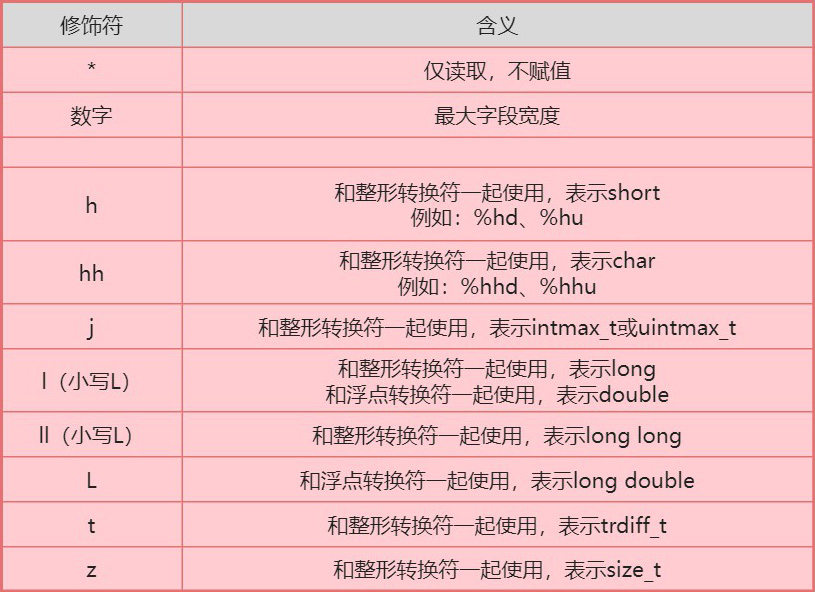 修饰符 含义
* 仅读取，不赋值
数字 最大字段宽度
h 和整形转换符一起使用，表示short
例如：%hd、%hu
hh 和整形转换符一起使用，表示char
例如：%hhd、%hhu
j 和整形转换符一起使用，表示intmax_t或uintmax_t
l（小写L） 和整形转换符一起使用，表示long
和浮点转换符一起使用，表示double
ll（小写L） 和整形转换符一起使用，表示long long
L 和浮点转换符一起使用，表示long double
t 和整形转换符一起使用，表示trdiff_t
z 和整形转换符一起使用，表示size_t